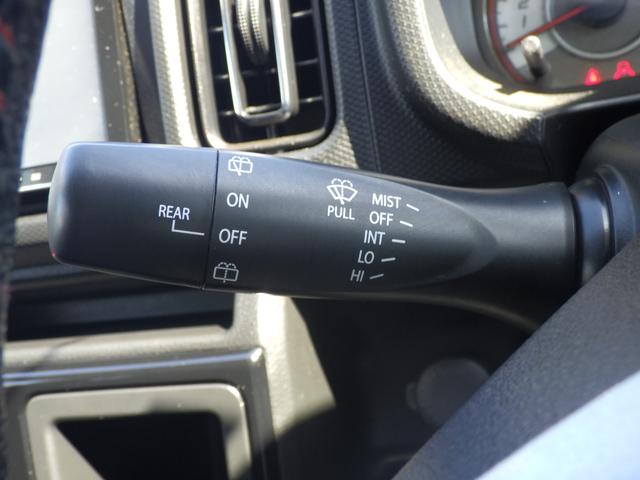 REAR
ON
OFF
PULL
MIST
OFF
INT
LO
HI